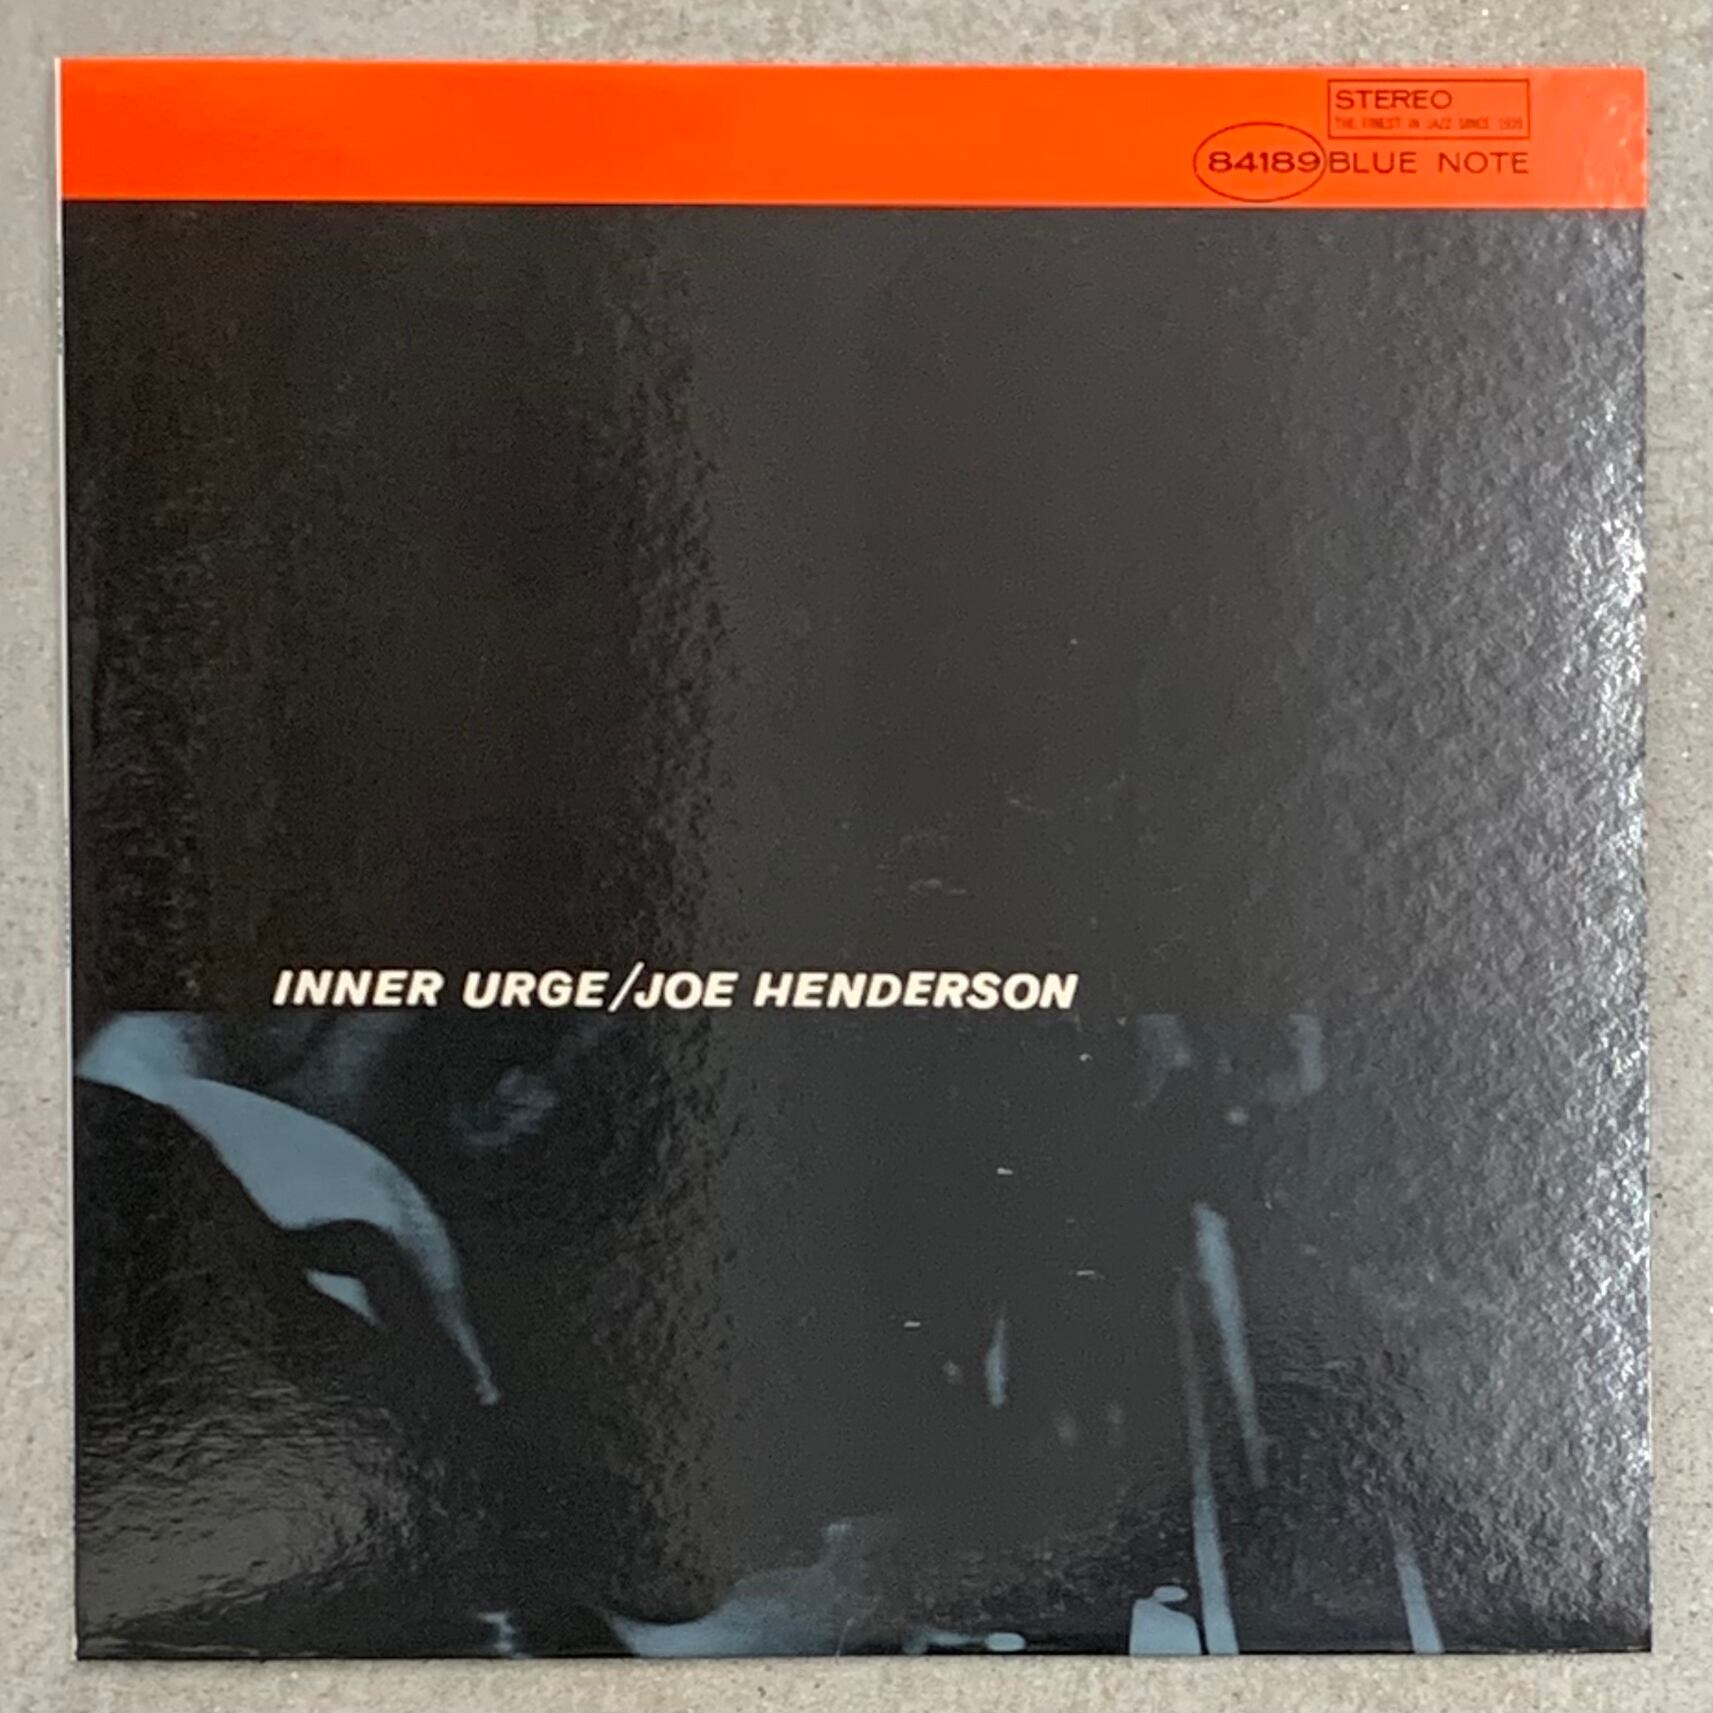 STEREO
THE FINEST IN JAZZ SINCE 1939
84189 BLUE NOTE
INNER URGE/JOE HENDERSON